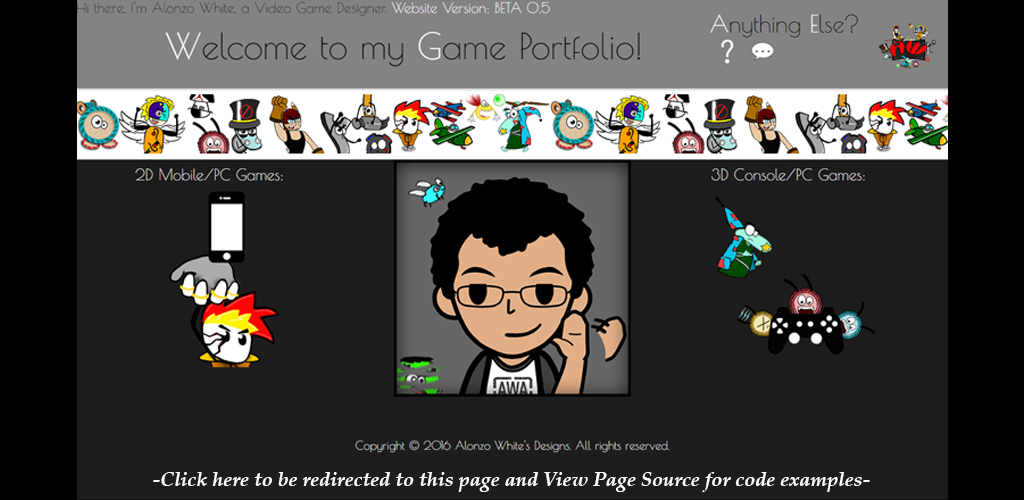 Hi there, I'm Alonzo White, a Video Game Designer. Website Version: BETA 0.5
Welcome to my Game Portfolio!
Anything Else?
?
2D Mobile/PC Games:
3D Console/PC Games:
AWA
Copyright © 2016 Alonzo White's Designs. All rights reserved.
-Click here to be redirected to this page and View Page Source for code examples-